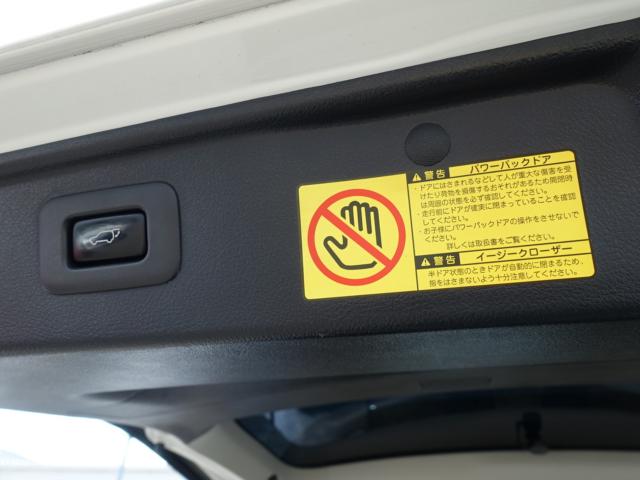 警告 パワーバックドア
・ドアにはさまれるなどして人が重大な傷害を受
けたり荷物を損傷するおそれがあるため開閉時
は周囲の状態を必ず確認してください。
・走行前にドアが確実に閉まっていることを確認
してください。
・お子様にパワーバックドアの操作をさせないで
ください。
詳しくは取扱書をご覧ください。
警告 イージークローザー
半ドア状態のときドアが自動的に閉まるため、
指をはさまないよう十分注意してください。